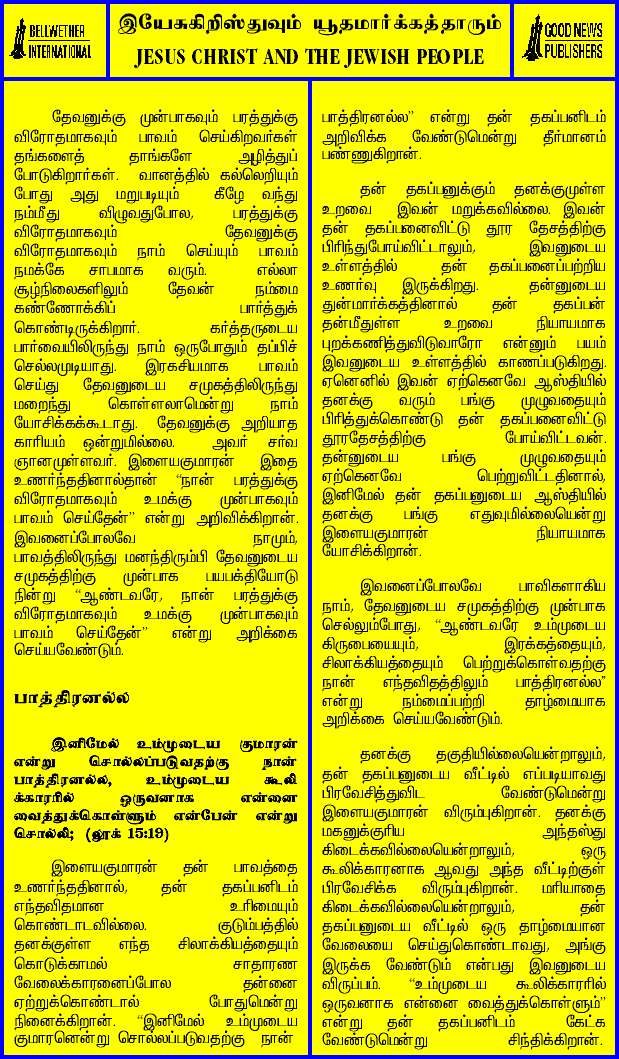 BELLWETHER
INTERNATIONAL
இயேசுகிறிஸ்துவும் யூதமார்க்கத்தாரும்
JESUS CHRIST AND THE JEWISH PEOPLE
GOOD NEWS
PUBLISHERS
தேவனுக்கு முன்பாகவும் பரத்துக்கு
விரோதமாகவும் பாவம் செய்கிறவர்கள்
தங்களைத் தாங்களே அழித்துப்
போடுகிறார்கள். வானத்தில் கல்லெறியும்
போது அது மறுபடியும் கீழே வந்து
நம்மீது விழுவதுபோல, பரத்துக்கு
விரோதமாகவும் தேவனுக்கு
விரோதமாகவும் நாம் செய்யும் பாவம்
நமக்கே சாபமாக வரும். எல்லா
சூழ்நிலைகளிலும் தேவன் நம்மை
கண்ணோக்கிப் பார்த்துக்
கொண்டிருக்கிறார். கர்த்தருடைய
பார்வையிலிருந்து நாம் ஒருபோதும் தப்பிச்
செல்லமுடியாது. இரகசியமாக பாவம்
செய்து தேவனுடைய சமுகத்திலிருந்து
மறைந்து கொள்ளலாமென்று நாம்
யோசிக்கக்கூடாது. தேவனுக்கு அறியாத
காரியம் ஒன்றுமில்லை. அவர் சர்வ
ஞானமுள்ளவர். இளையகுமாரன் இதை
உணர்ந்ததினால்தான் “நான் பரத்துக்கு
விரோதமாகவும் உமக்கு முன்பாகவும்
பாவம் செய்தேன்” என்று அறிவிக்கிறான்.
இவனைப்போலவே நாமும்,
பாவத்திலிருந்து மனந்திரும்பி தேவனுடைய
சமுகத்திற்கு முன்பாக பயபக்தியோடு
நின்று “ஆண்டவரே, நான் பரத்துக்கு
விரோதமாகவும் உமக்கு முன்பாகவும்
பாவம் செய்தேன்” என்று அறிக்கை
செய்யவேண்டும்.
பாத்திரனல்ல
இனிமேல் உம்முடைய குமாரன்
என்று சொல்லப்படுவதற்கு நான்
பாத்திரனல்ல, உம்முடைய கூலி
க்காரரில் ஒருவனாக என்னை
வைத்துக்கொள்ளும் என்பேன் என்று
சொல்லி; (லூக் 15:19)
இளையகுமாரன் தன் பாவத்தை
உணர்ந்ததினால், தன் தகப்பனிடம்
எந்தவிதமான உரிமையும்
கொண்டாடவில்லை. குடும்பத்தில்
தனக்குள்ள எந்த சிலாக்கியத்தையும்
கொடுக்காமல் சாதாரண
வேலைக்காரனைப்போல தன்னை
ஏற்றுக்கொண்டால் போதுமென்று
நினைக்கிறான். “இனிமேல் உம்முடைய
குமாரனென்று சொல்லப்படுவதற்கு நான்
பாத்திரனல்ல” என்று தன் தகப்பனிடம்
அறிவிக்க வேண்டுமென்று தீர்மானம்
பண்ணுகிறான்.
தன் தகப்பனுக்கும் தனக்குமுள்ள
உறவை இவன் மறுக்கவில்லை. இவன்
தன் தகப்பனைவிட்டு தூர தேசத்திற்கு
பிரிந்துபோய்விட்டாலும், இவனுடைய
உள்ளத்தில் தன் தகப்பனைப்பற்றிய
உணர்வு இருக்கிறது. தன்னுடைய
துன்மார்க்கத்தினால் தன் தகப்பன்
தன்மீதுள்ள உறவை நியாயமாக
புறக்கணித்துவிடுவாரோ என்னும் பயம்
இவனுடைய உள்ளத்தில் காணப்படுகிறது.
ஏனெனில் இவன் ஏற்கெனவே ஆஸ்தியில்
தனக்கு வரும் பங்கு முழுவதையும்
பிரித்துக்கொண்டு தன் தகப்பனைவிட்டு
தூரதேசத்திற்கு போய்விட்டவன்.
தன்னுடைய பங்கு முழுவதையும்
ஏற்கெனவே பெற்றுவிட்டதினால்,
இனிமேல் தன் தகப்பனுடைய ஆஸ்தியில்
தனக்கு பங்கு எதுவுமில்லையென்று
இளையகுமாரன் நியாயமாக
யோசிக்கிறான்.
இவனைப்போலவே பாவிகளாகிய
நாம், தேவனுடைய சமுகத்திற்கு முன்பாக
செல்லும்போது, “ஆண்டவரே உம்முடைய
கிருபையையும், இரக்கத்தையும்,
சிலாக்கியத்தையும் பெற்றுக்கொள்வதற்கு
நான் எந்தவிதத்திலும் பாத்திரனல்ல”
என்று நம்மைப்பற்றி தாழ்மையாக
அறிக்கை செய்யவேண்டும்.
தனக்கு தகுதியில்லையென்றாலும்,
தன் தகப்பனுடைய வீட்டில் எப்படியாவது
பிரவேசித்துவிட வேண்டுமென்று
இளையகுமாரன் விரும்புகிறான். தனக்கு
மகனுக்குரிய அந்தஸ்து
கிடைக்கவில்லையென்றாலும், ஒரு
கூலிக்காரனாக ஆவது அந்த வீட்டிற்குள்
பிரவேசிக்க விரும்புகிறான். மரியாதை
கிடைக்கவில்லையென்றாலும், தன்
தகப்பனுடைய வீட்டில் ஒரு தாழ்மையான
வேலையை செய்துகொண்டாவது, அங்கு
இருக்க வேண்டும் என்பது இவனுடைய
விருப்பம். “உம்முடைய கூலிக்காரரில்
ஒருவனாக என்னை வைத்துக்கொள்ளும்”
என்று தன் தகப்பனிடம் கேட்க
வேண்டுமென்று சிந்திக்கிறான்.